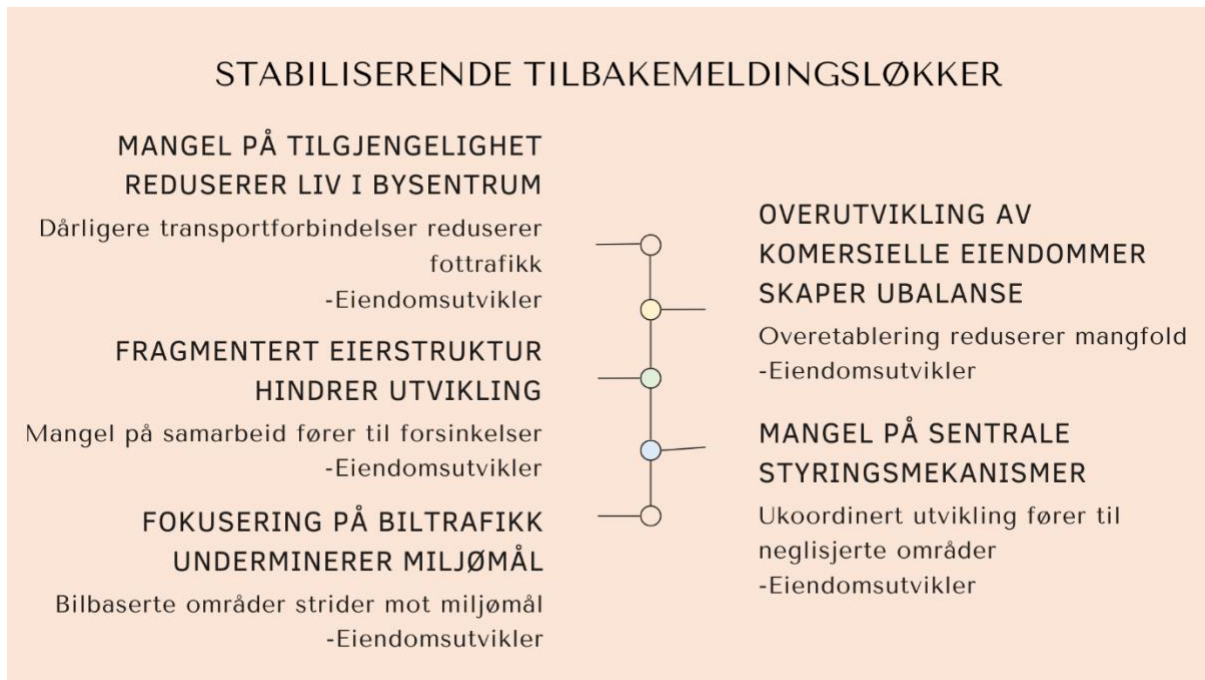 STABILISERENDE TILBAKEMELDINGSLØKKER
MANGEL PÅ TILGJENGELIGHET
REDUSERER LIV I BYSENTRUM
Dårligere transportforbindelser reduserer
fottrafikk
-Eiendomsutvikler
OVERUTVIKLING AV
KOMERSIELLE EIENDOMMER
SKAPER UBALANSE
Overetablering reduserer mangfold
-Eiendomsutvikler
FRAGMENTERT EIERSTRUKTUR
HINDRER UTVIKLING
Mangel på samarbeid fører til forsinkelser
-Eiendomsutvikler
MANGEL PÅ SENTRALE
STYRINGSMEKANISMER
Ukoordinert utvikling fører til
neglisjerte områder
-Eiendomsutvikler
FOKUSERING PÅ BILTRAFIKK
UNDERMINERER MILJØMÅL
Bilbaserte områder strider mot miljømål
-Eiendomsutvikler